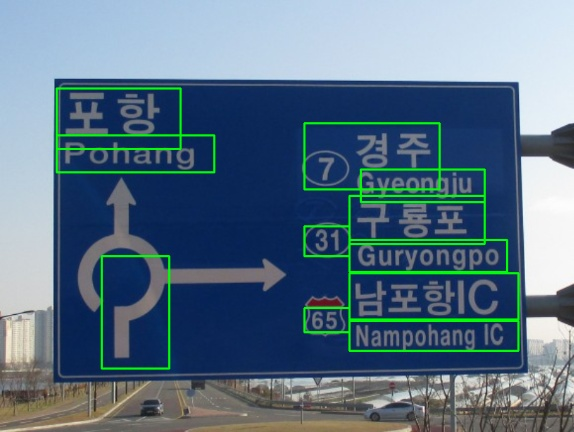 포항
Pohang
7 경주
Gyeongju
31 구룡포
Guryongpo
65 남포항IC
Nampohang IC